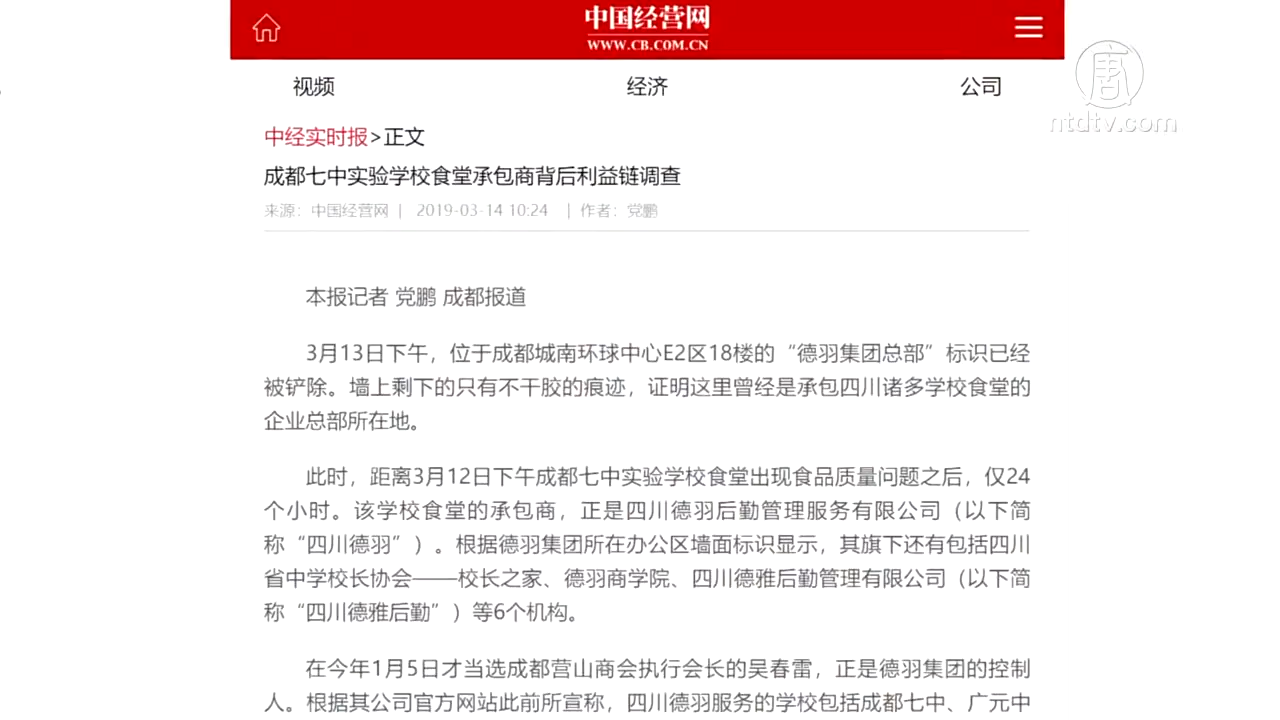 中国经营网
WWW.CB.COM.CN
视频 经济 公司
唐
ntdtv.com
中经实时报>正文
成都七中实验学校食堂承包商背后利益链调查
来源：中国经营网 | 2019-03-14 10:24 | 作者：党鹏
本报记者 党鹏 成都报道
3月13日下午，位于成都城南环球中心E2区18楼的“德羽集团总部”标识已经
被铲除。墙上剩下的只有不干胶的痕迹，证明这里曾经是承包四川诸多学校食堂的
企业总部所在地。
此时，距离3月12日下午成都七中实验学校食堂出现食品质量问题之后，仅24
个小时。该学校食堂的承包商，正是四川德羽后勤管理服务有限公司（以下简
称“四川德羽”）。根据德羽集团所在办公区墙面标识显示，其旗下还有包括四川
省中学校长协会——校长之家、德羽商学院、四川德雅后勤管理有限公司（以下简
称“四川德雅后勤”）等6个机构。
在今年1月5日才当选成都营山商会执行会长的吴春雷，正是德羽集团的控制
人。根据其公司官方网站此前所宣称，四川德羽服务的学校包括成都七中、广元中